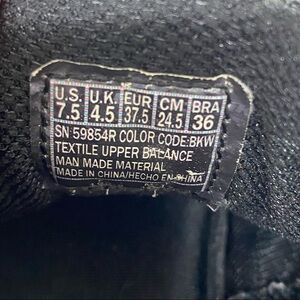 U.S. U.K. EUR CM BRA
7.5 4.5 37.5 24.5 36
SN 59854R COLOR CODE:BKW
TEXTILE UPPER BALANCE
MAN MADE MATERIAL
MADE IN CHINA/HECHO EN CHINA